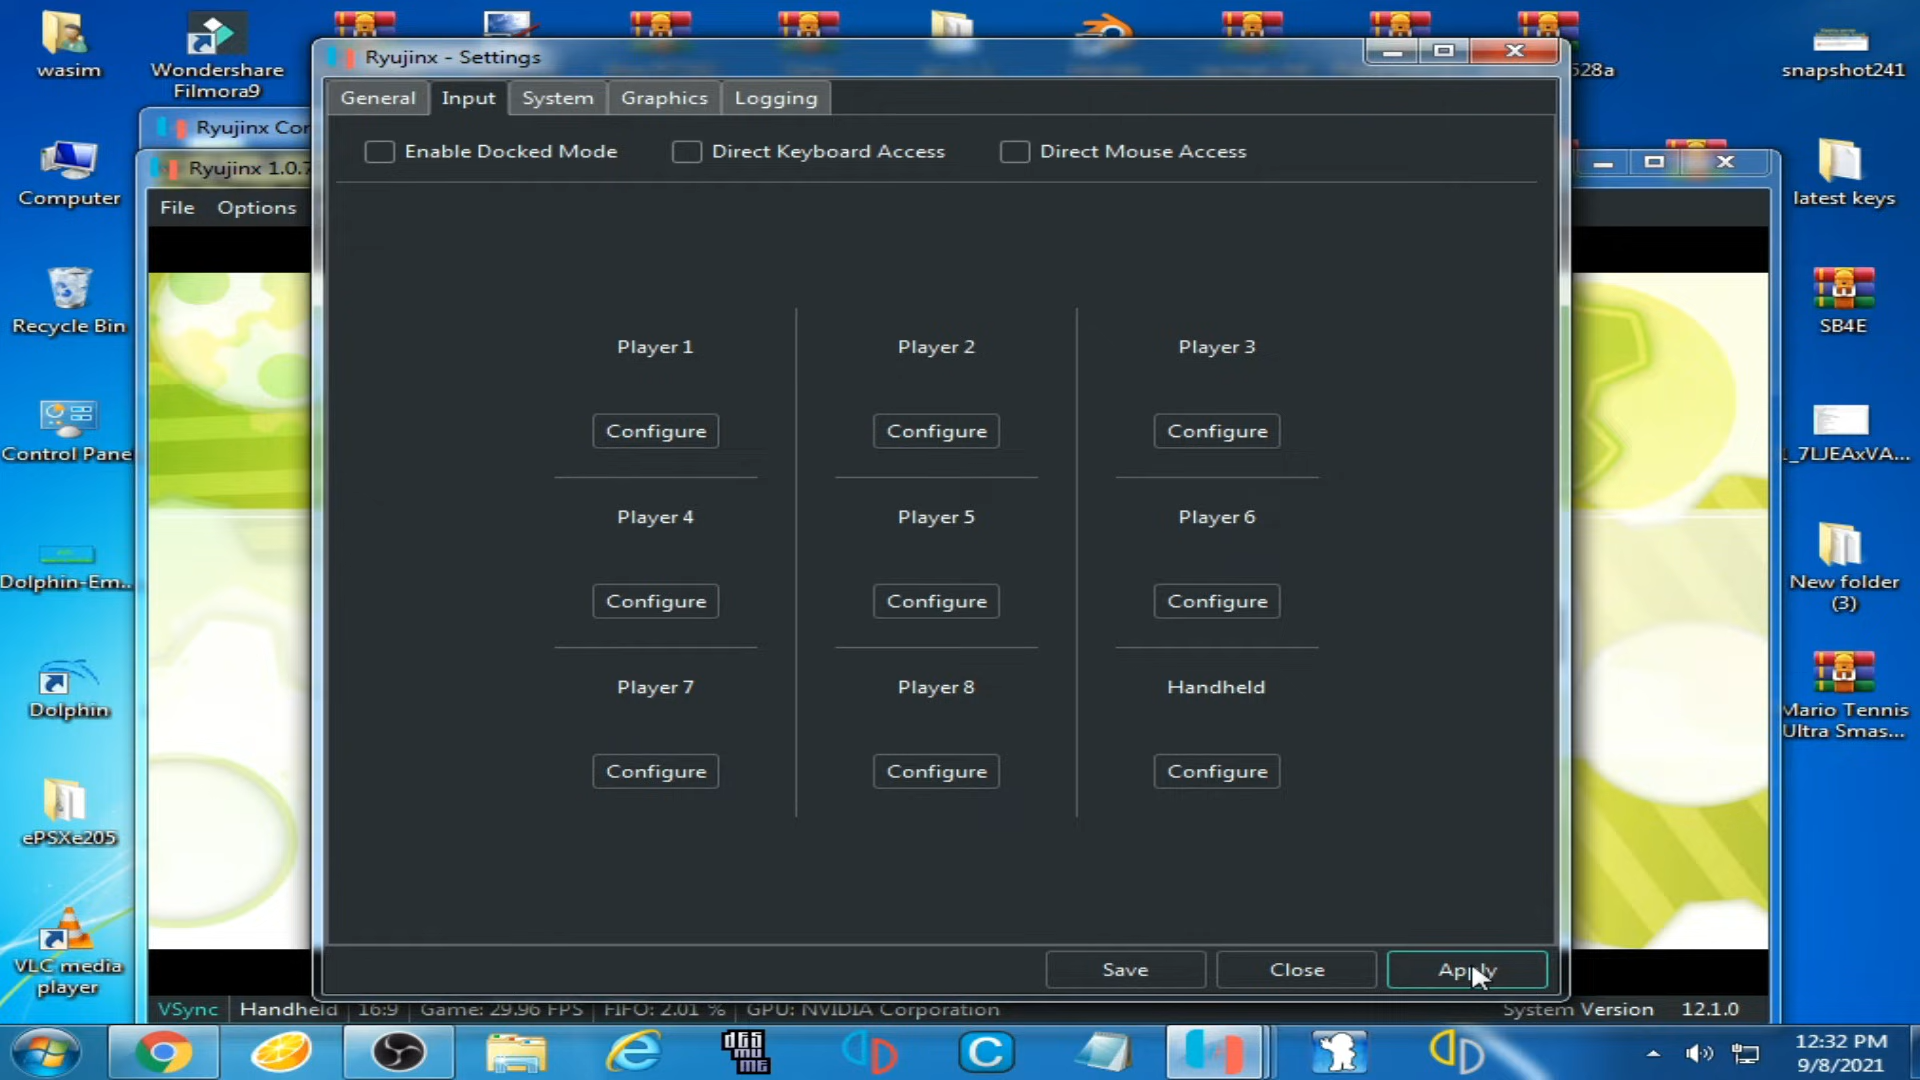 wasim
Wondershare
Filmora9
528a
snapshot241
Ryujinx - Settings
General
Input
System
Graphics
Logging
Ryujinx Cor
Enable Docked Mode
Direct Keyboard Access
Direct Mouse Access
Ryujinx 1.0.7
Computer
latest keys
File
Options
Recycle Bin
SB4E
Player 1
Player 2
Player 3
Configure
Configure
Configure
Control Pane
_7LJEAxVA...
Player 4
Player 5
Player 6
Dolphin-Em...
New folder
(3)
Configure
Configure
Configure
Player 7
Player 8
Handheld
Dolphin
Mario Tennis
Ultra Smas...
Configure
Configure
Configure
ePSXe205
VLC media
player
Save
Close
Apply
VSync
Handheld
16:9
Game: 29.96 FPS
FIFO: 2.01 %
GPU: NVIDIA Corporation
System Version
12.1.0
12:32 PM
9/8/2021